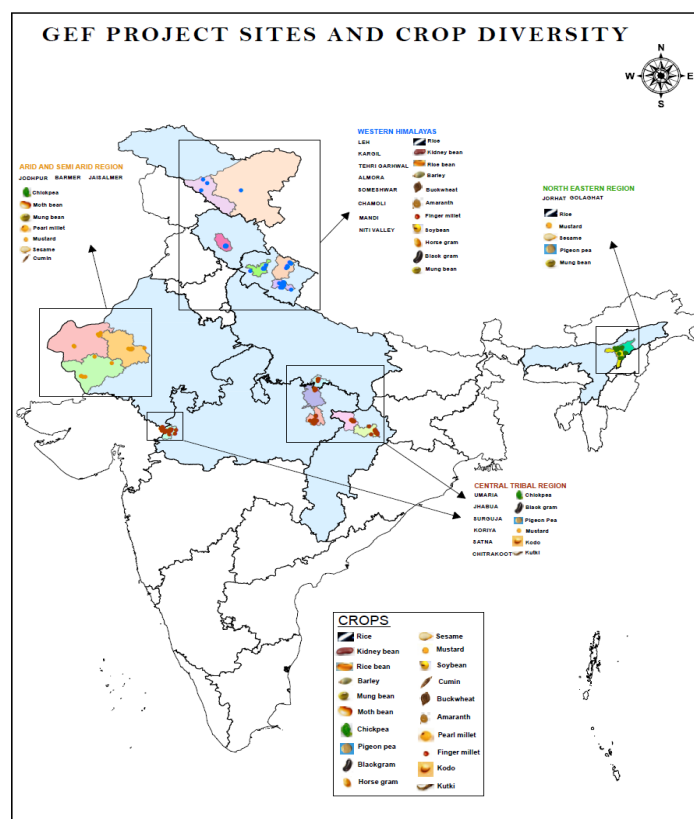 GEF PROJECT SITES AND CROP DIVERSITY
N
W E
S
ARID AND SEMI ARID REGION
JODHPUR BARMER JAISALMER
Chickpea
Moth bean
Mung bean
Pearl millet
Mustard
Sesame
Cumin
WESTERN HIMALAYAS
LEH Rice
KARGIL Kidney bean
TEHRI GARHWAL Rice bean
ALMORA Barley
SOMESHWAR Buckwheat
CHAMOLI Amaranth
MANDI Finger millet
NITI VALLEY Soybean
Horse gram
Black gram
Mung bean
NORTH EASTERN REGION
JORHAT GOLAGHAT
Rice
Mustard
Sesame
Pigeon pea
Mung bean
CENTRAL TRIBAL REGION
UMARIA Chickpea
JHABUA Black gram
SURGUJA Pigeon Pea
KORIYA Mustard
SATNA Kodo
CHITRAKOOT Kutki
CROPS
Rice Sesame
Kidney bean Mustard
Rice bean Soybean
Barley Cumin
Mung bean Buckwheat
Moth bean Amaranth
Chickpea Pearl millet
Pigeon pea Finger millet
Blackgram Kodo
Horse gram Kutki